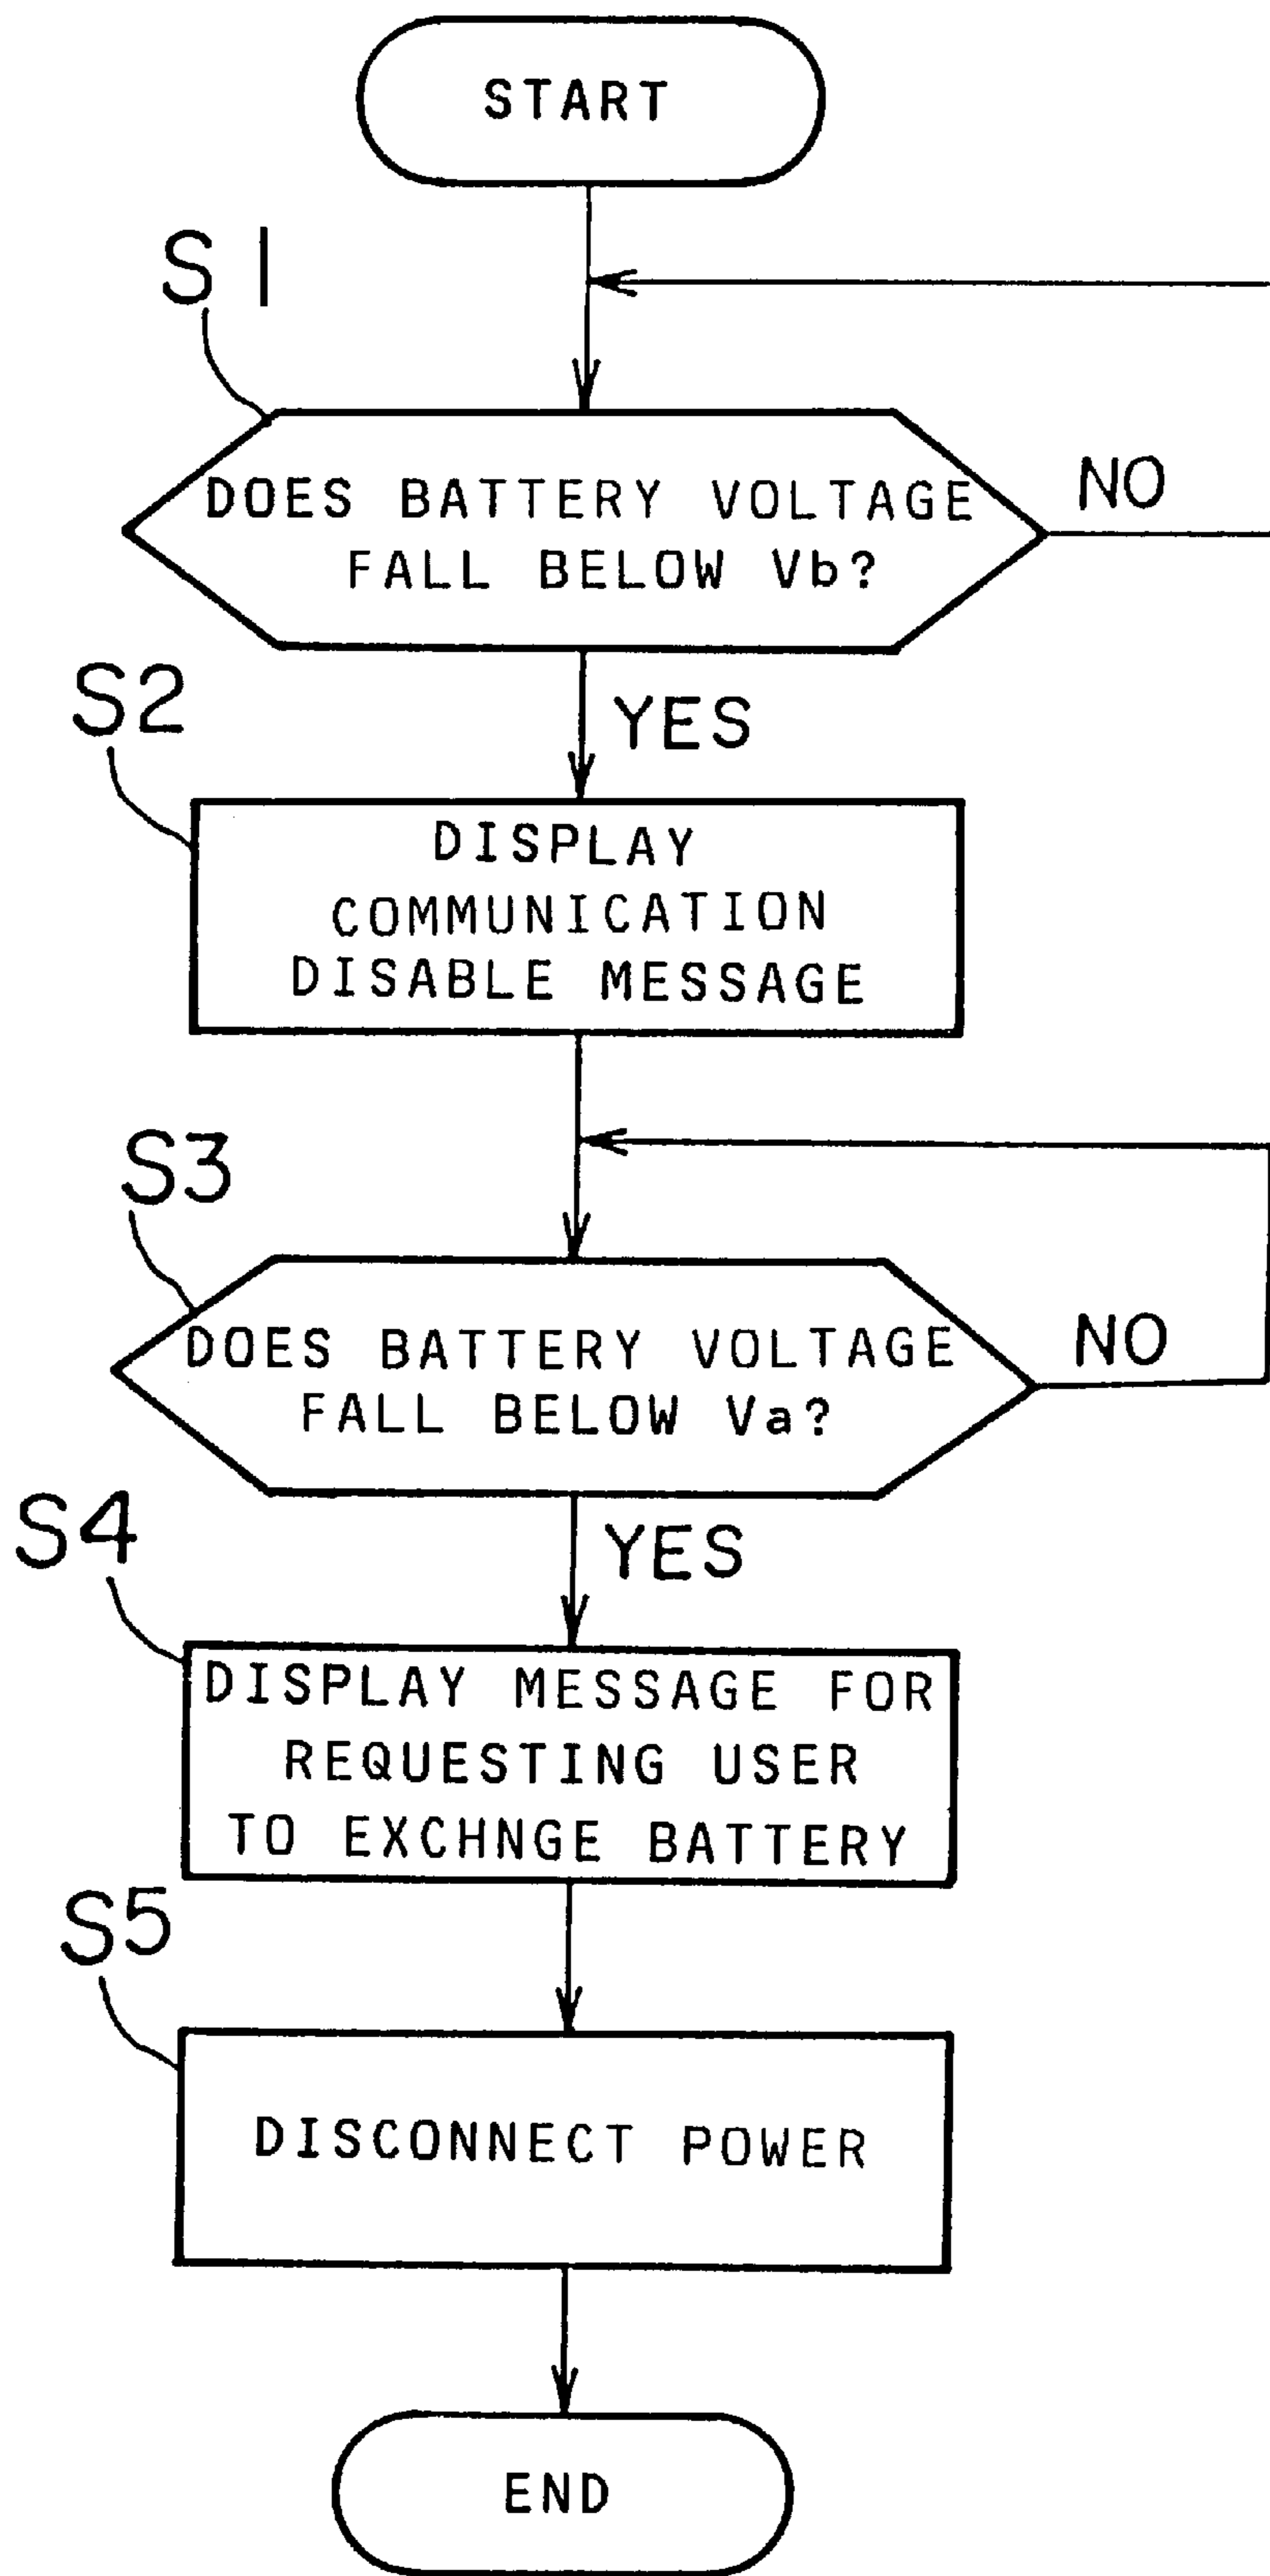 START
S1
DOES BATTERY VOLTAGE
FALL BELOW Vb?
NO
YES
S2
DISPLAY
COMMUNICATION
DISABLE MESSAGE
S3
DOES BATTERY VOLTAGE
FALL BELOW Va?
NO
YES
S4
DISPLAY MESSAGE FOR
REQUESTING USER
TO EXCHNGE BATTERY
S5
DISCONNECT POWER
END